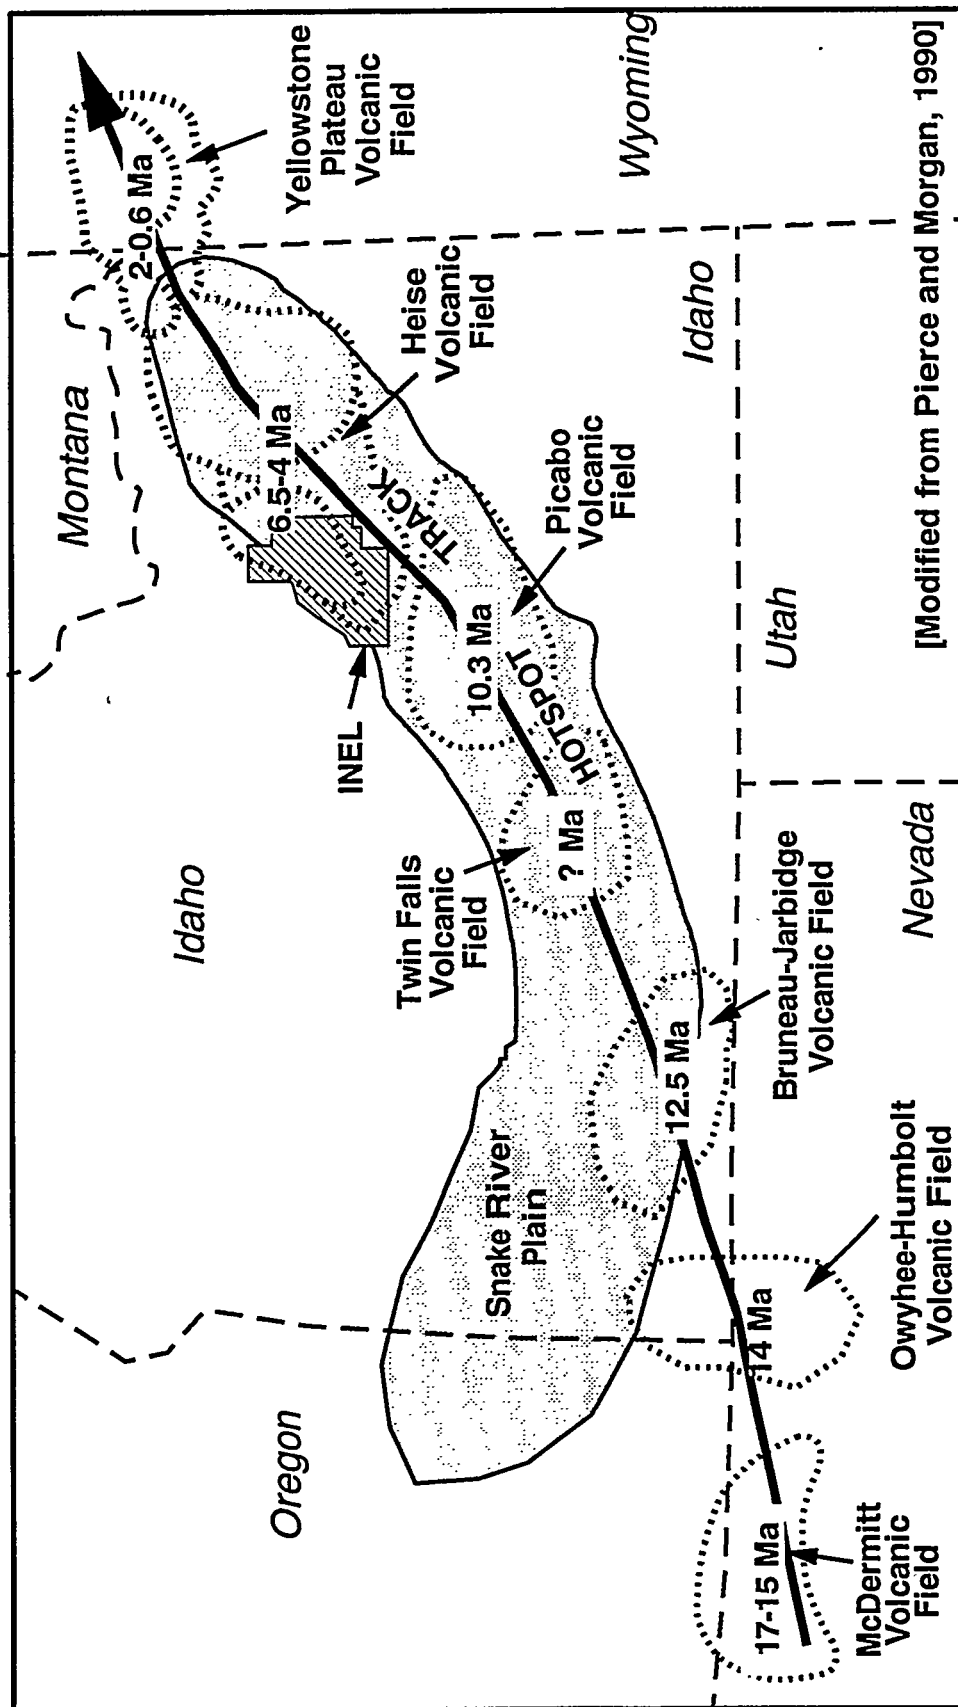 Montana
2-0.6 Ma
Yellowstone
Plateau
Volcanic
Field
Wyoming
Idaho
6.5-4 Ma
Heise
Volcanic
Field
INEL
TRACK
Idaho
10.3 Ma
Picabo
Volcanic
Field
HOTSPOT
Twin Falls
Volcanic
Field
? Ma
Utah
Oregon
Snake River
Plain
12.5 Ma
Bruneau-Jarbidge
Volcanic Field
Nevada
14 Ma
Owyhee-Humbolt
Volcanic Field
17-15 Ma
McDermitt
Volcanic
Field
[Modified from Pierce and Morgan, 1990]